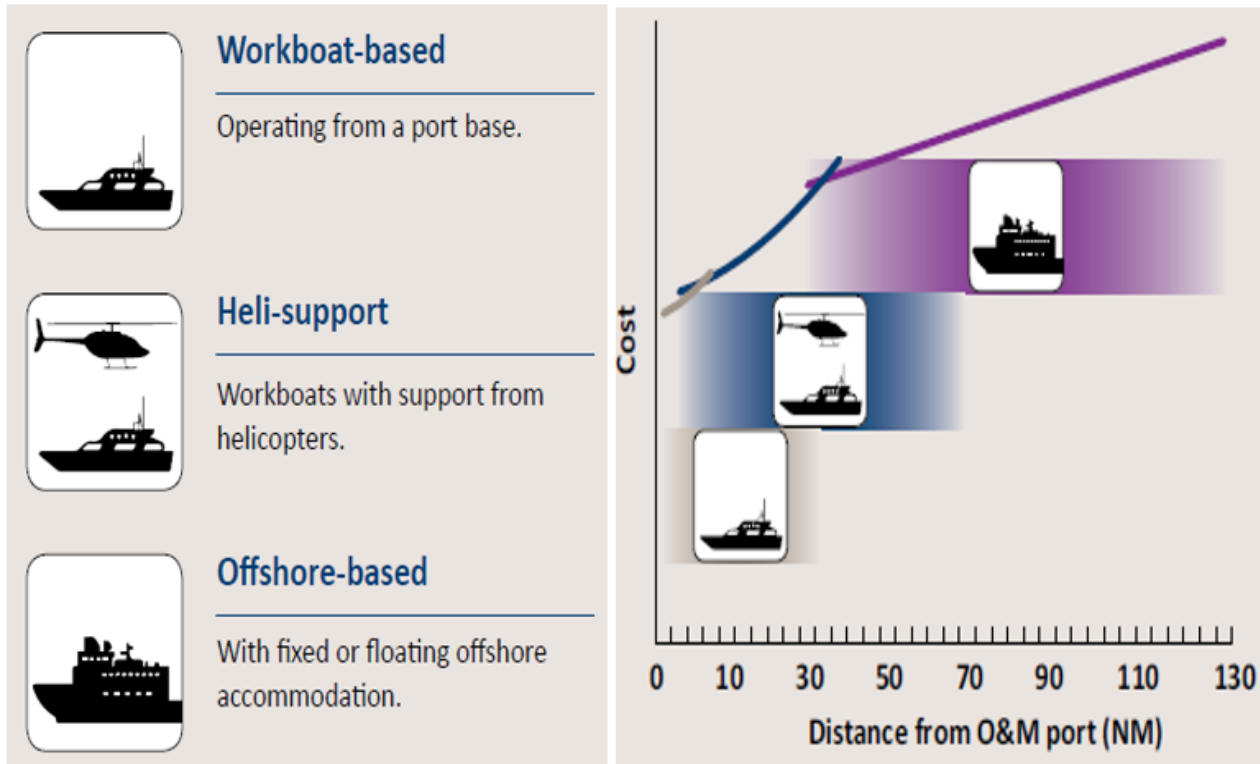 Workboat-based
Operating from a port base.
Heli-support
Workboats with support from
helicopters.
Offshore-based
With fixed or floating offshore
accommodation.
Cost
0 10 30 50 70 90 110 130
Distance from O&M port (NM)